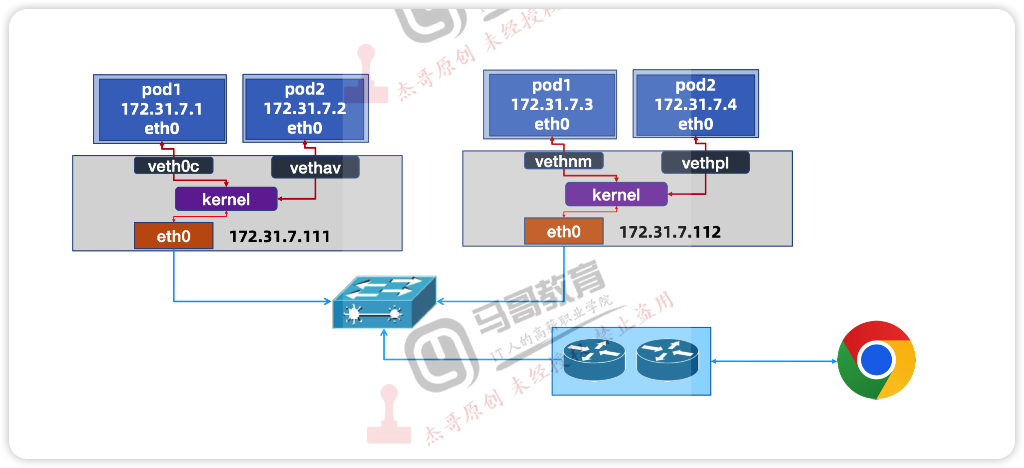 pod1
172.31.7.1
eth0
pod2
172.31.7.2
eth0
pod1
172.31.7.3
eth0
pod2
172.31.7.4
eth0
veth0c
vethav
vethnm
vethpl
kernel
kernel
eth0
172.31.7.111
eth0
172.31.7.112
杰哥原创 未经授权
马哥教育
IT人的高薪职业学院
禁止盗用
杰哥原创 未经授权